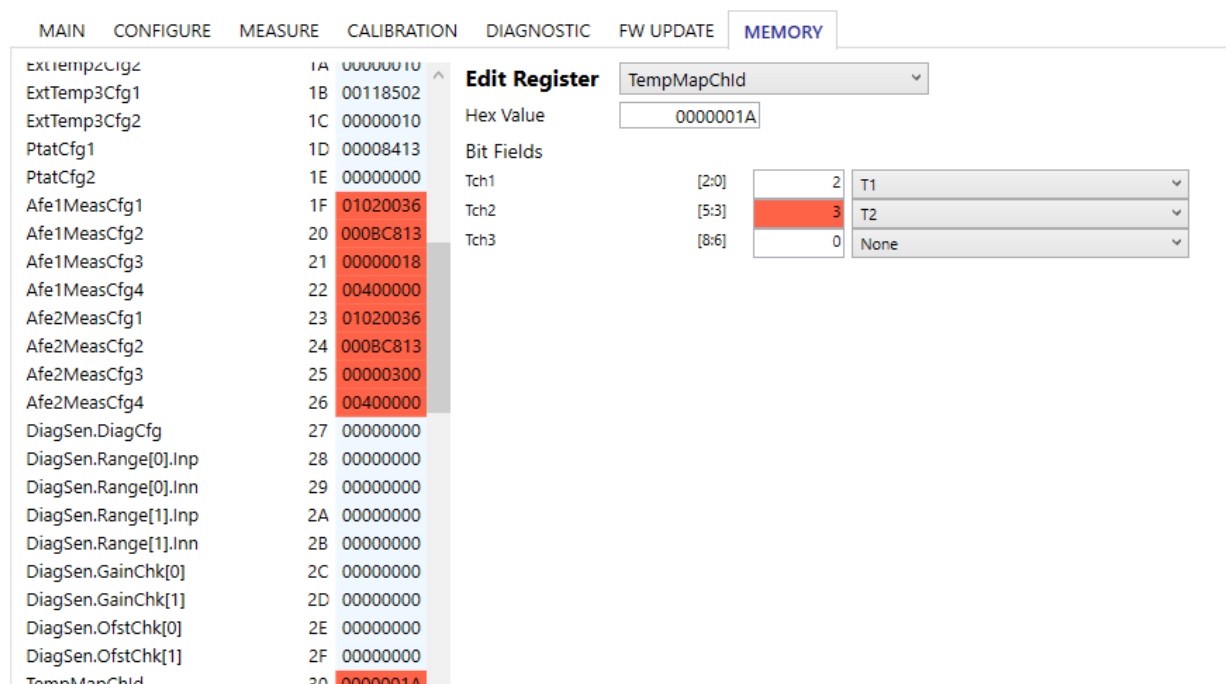 MAIN CONFIGURE MEASURE CALIBRATION DIAGNOSTIC FW UPDATE MEMORY
ExtTemp2Cfg2 1A 00000010
ExtTemp3Cfg1 1B 00118502
ExtTemp3Cfg2 1C 00000010
PtatCfg1 1D 00008413
PtatCfg2 1E 00000000
Afe1MeasCfg1 1F 01020036
Afe1MeasCfg2 20 000BC813
Afe1MeasCfg3 21 00000018
Afe1MeasCfg4 22 00400000
Afe2MeasCfg1 23 01020036
Afe2MeasCfg2 24 000BC813
Afe2MeasCfg3 25 00000300
Afe2MeasCfg4 26 00400000
DiagSen.DiagCfg 27 00000000
DiagSen.Range[0].Inp 28 00000000
DiagSen.Range[0].Inn 29 00000000
DiagSen.Range[1].Inp 2A 00000000
DiagSen.Range[1].Inn 2B 00000000
DiagSen.GainChk[0] 2C 00000000
DiagSen.GainChk[1] 2D 00000000
DiagSen.OfstChk[0] 2E 00000000
DiagSen.OfstChk[1] 2F 00000000
TempMapChId 30 0000001A
Edit Register TempMapChId
Hex Value 0000001A
Bit Fields
Tch1 [2:0] 2 T1
Tch2 [5:3] 3 T2
Tch3 [8:6] 0 None